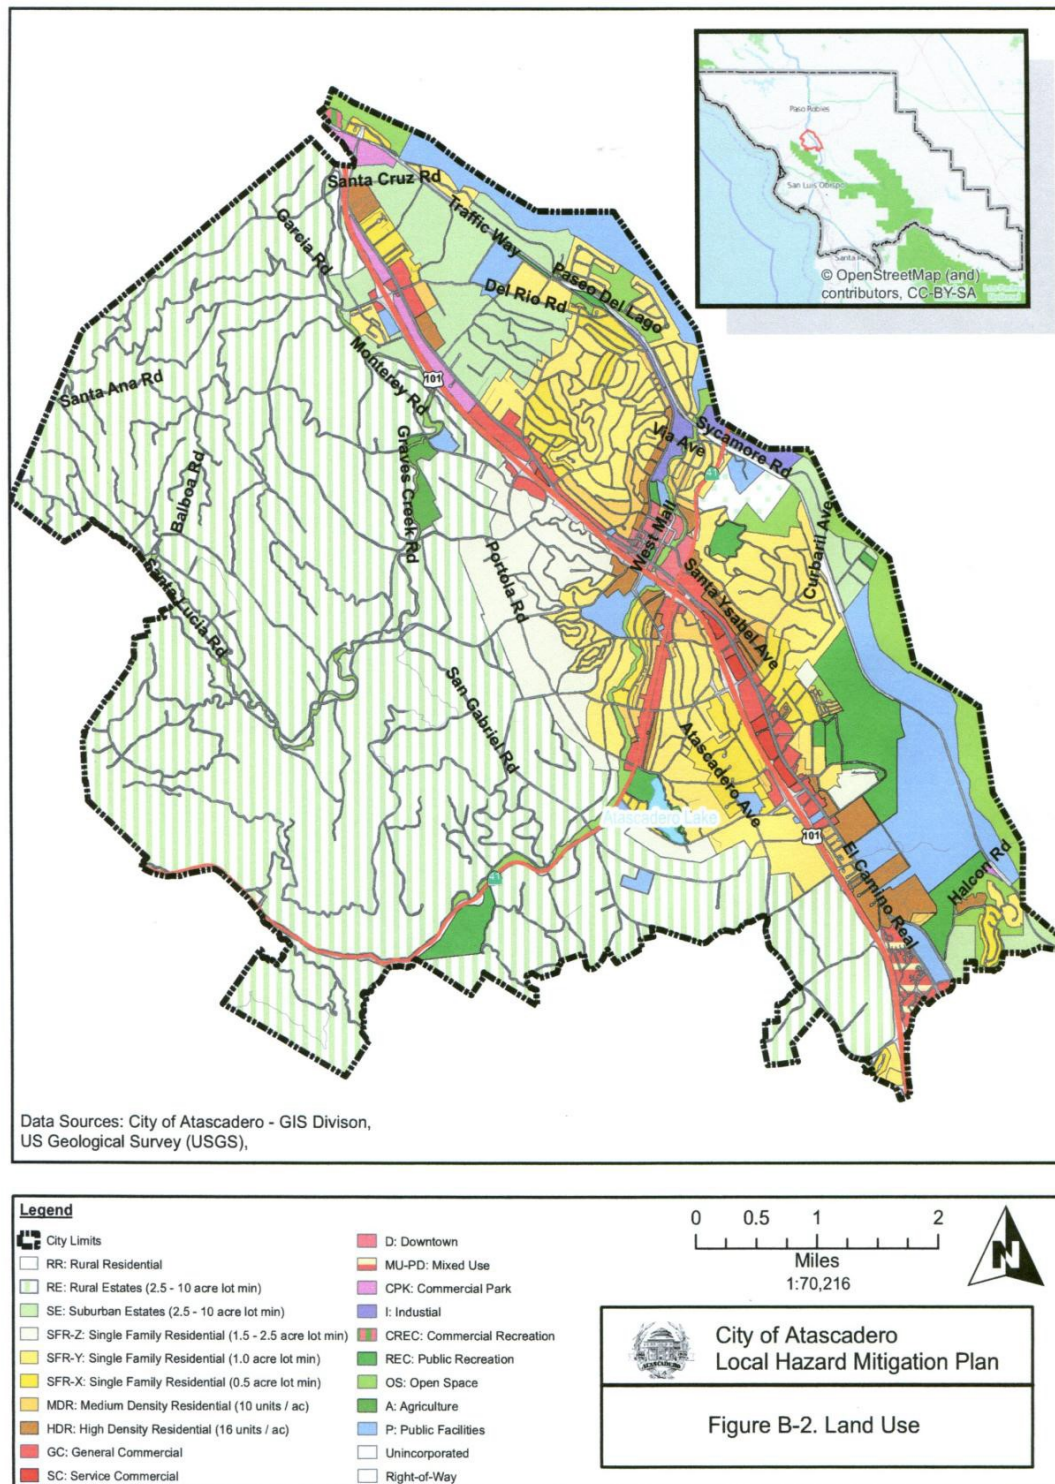 Paso Robles
San Luis Obispo
© OpenStreetMap (and)
contributors, CC-BY-SA
Santa Cruz Rd
Garcia Rd
Traffic Way
Paseo Del Lago
Del Rio Rd
Monterey Rd
101
Santa Ana Rd
Graves Creek Rd
Via Ave
Sycamore Rd
Balboa Rd
West Mall
Curbaril Ave
Portola Rd
Santa Ysabel Ave
Santa Lucia Rd
San Gabriel Rd
Atascadero Ave
Atascadero Lake
101
El Camino Real
Halcon Rd
41
Data Sources: City of Atascadero - GIS Divison,
US Geological Survey (USGS),
Legend
City Limits
RR: Rural Residential
RE: Rural Estates (2.5 - 10 acre lot min)
SE: Suburban Estates (2.5 - 10 acre lot min)
SFR-Z: Single Family Residential (1.5 - 2.5 acre lot min)
SFR-Y: Single Family Residential (1.0 acre lot min)
SFR-X: Single Family Residential (0.5 acre lot min)
MDR: Medium Density Residential (10 units / ac)
HDR: High Density Residential (16 units / ac)
GC: General Commercial
SC: Service Commercial
D: Downtown
MU-PD: Mixed Use
CPK: Commercial Park
I: Industial
CREC: Commercial Recreation
REC: Public Recreation
OS: Open Space
A: Agriculture
P: Public Facilities
Unincorporated
Right-of-Way
0 0.5 1 2
Miles
1:70,216
N
ATASCADERO
City of Atascadero
Local Hazard Mitigation Plan
Figure B-2. Land Use